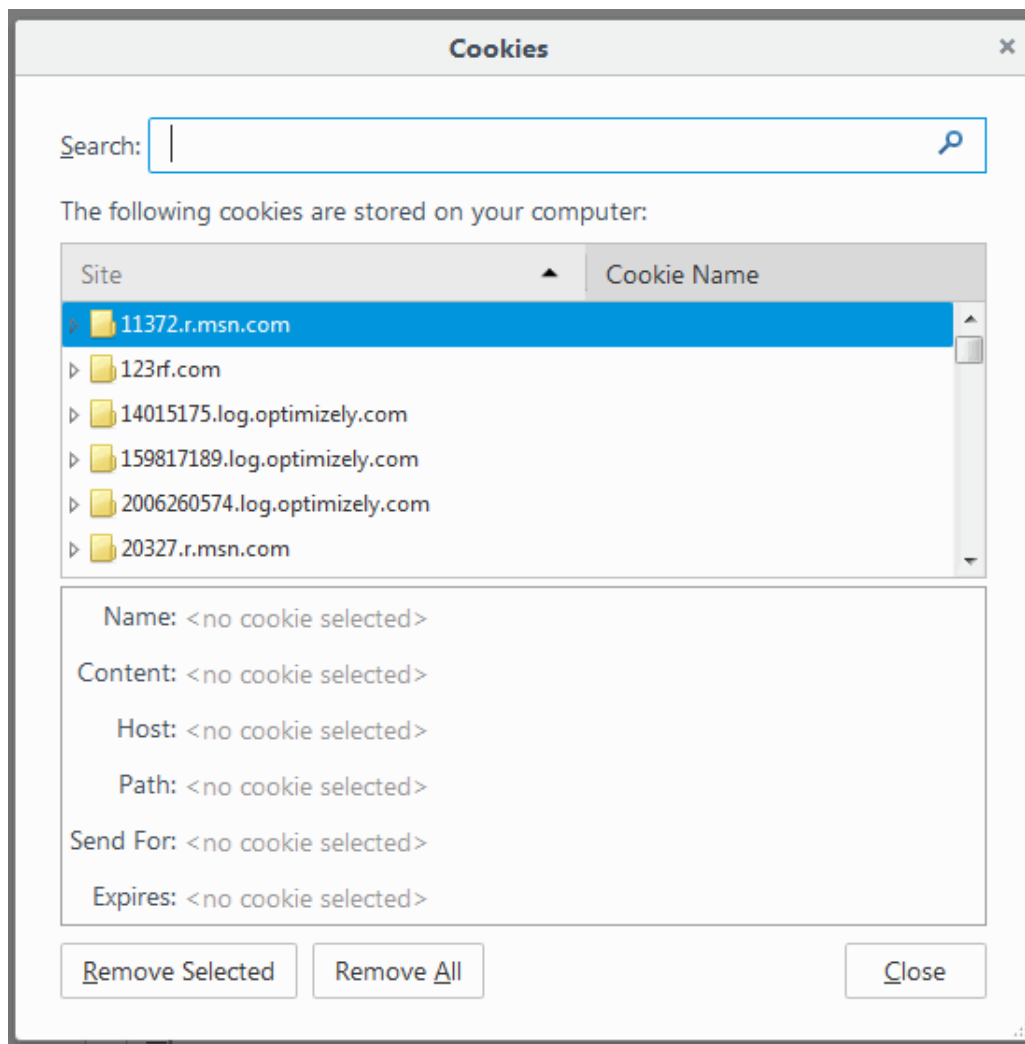 Cookies
Search:
The following cookies are stored on your computer:
Site Cookie Name
11372.r.msn.com
123rf.com
14015175.log.optimizely.com
159817189.log.optimizely.com
2006260574.log.optimizely.com
20327.r.msn.com
Name: <no cookie selected>
Content: <no cookie selected>
Host: <no cookie selected>
Path: <no cookie selected>
Send For: <no cookie selected>
Expires: <no cookie selected>
Remove Selected Remove All Close